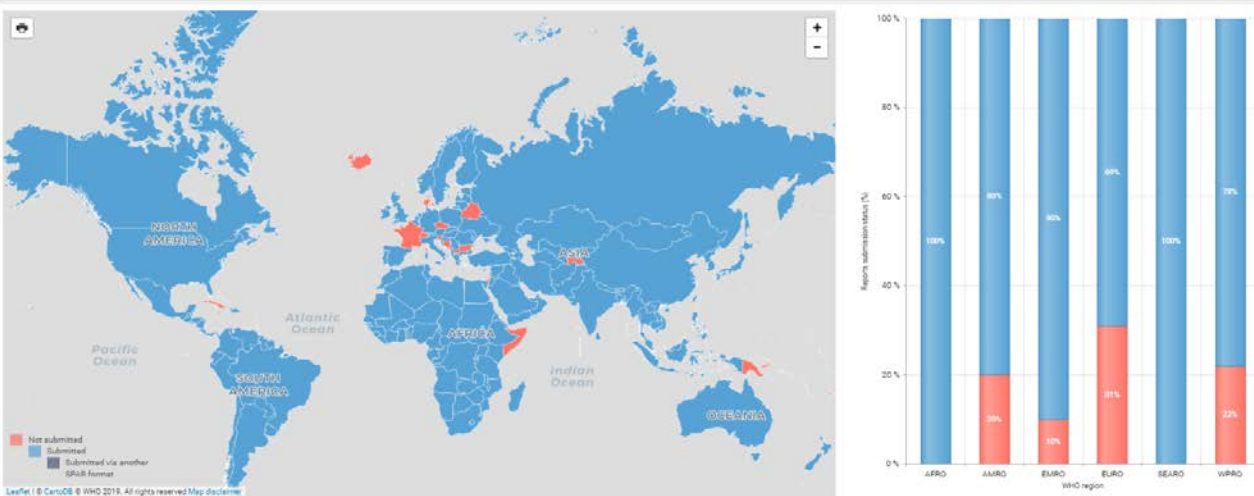 +
−
NORTH
AMERICA
ASIA
Atlantic
Ocean
AFRICA
Pacific
Ocean
Indian
Ocean
SOUTH
AMERICA
OCEANIA
Not submitted
Submitted
Submitted via another
SPAR format
Leaflet | © CartoDB © WHO 2019. All rights reserved Map disclaimer
100 %
80 %
60 %
40 %
20 %
0 %
Reports submission status (%)
100%
80%
20%
90%
10%
69%
31%
100%
78%
22%
AFRO
AMRO
EMRO
EURO
SEARO
WPRO
WHO region